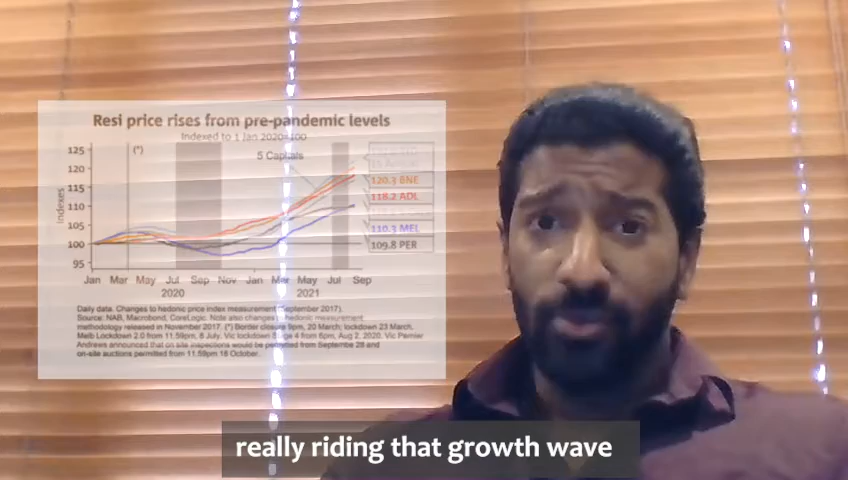 Resi price rises from pre-pandemic levels
Indexed to 1 Jan 2020=100
Indexes
125
120
115
110
105
100
95
(*)
5 Capitals
120.3 BNE
118.2 ADL
110.3 MEL
109.8 PER
Jan Mar May Jul Sep Nov Jan Mar May Jul Sep
2020 2021
Daily data. Changes to hedonic price index measurement (September 2017).
Source: NAB, Macrobond, CoreLogic. Note also changes to hedonic measurement
methodology released in November 2017. (*) Border closure 9pm, 20 March; lockdown 23 March,
Melb Lockdown 2.0 from 11.59pm, 8 July. Vic lockdown Stage 4 from 6pm, Aug 2, 2020. Vic Permier
Andrews announced that on site inspections would be permitted from Septembe 28 and
on-site auctions permitted from 11.59pm 18 October.
really riding that growth wave